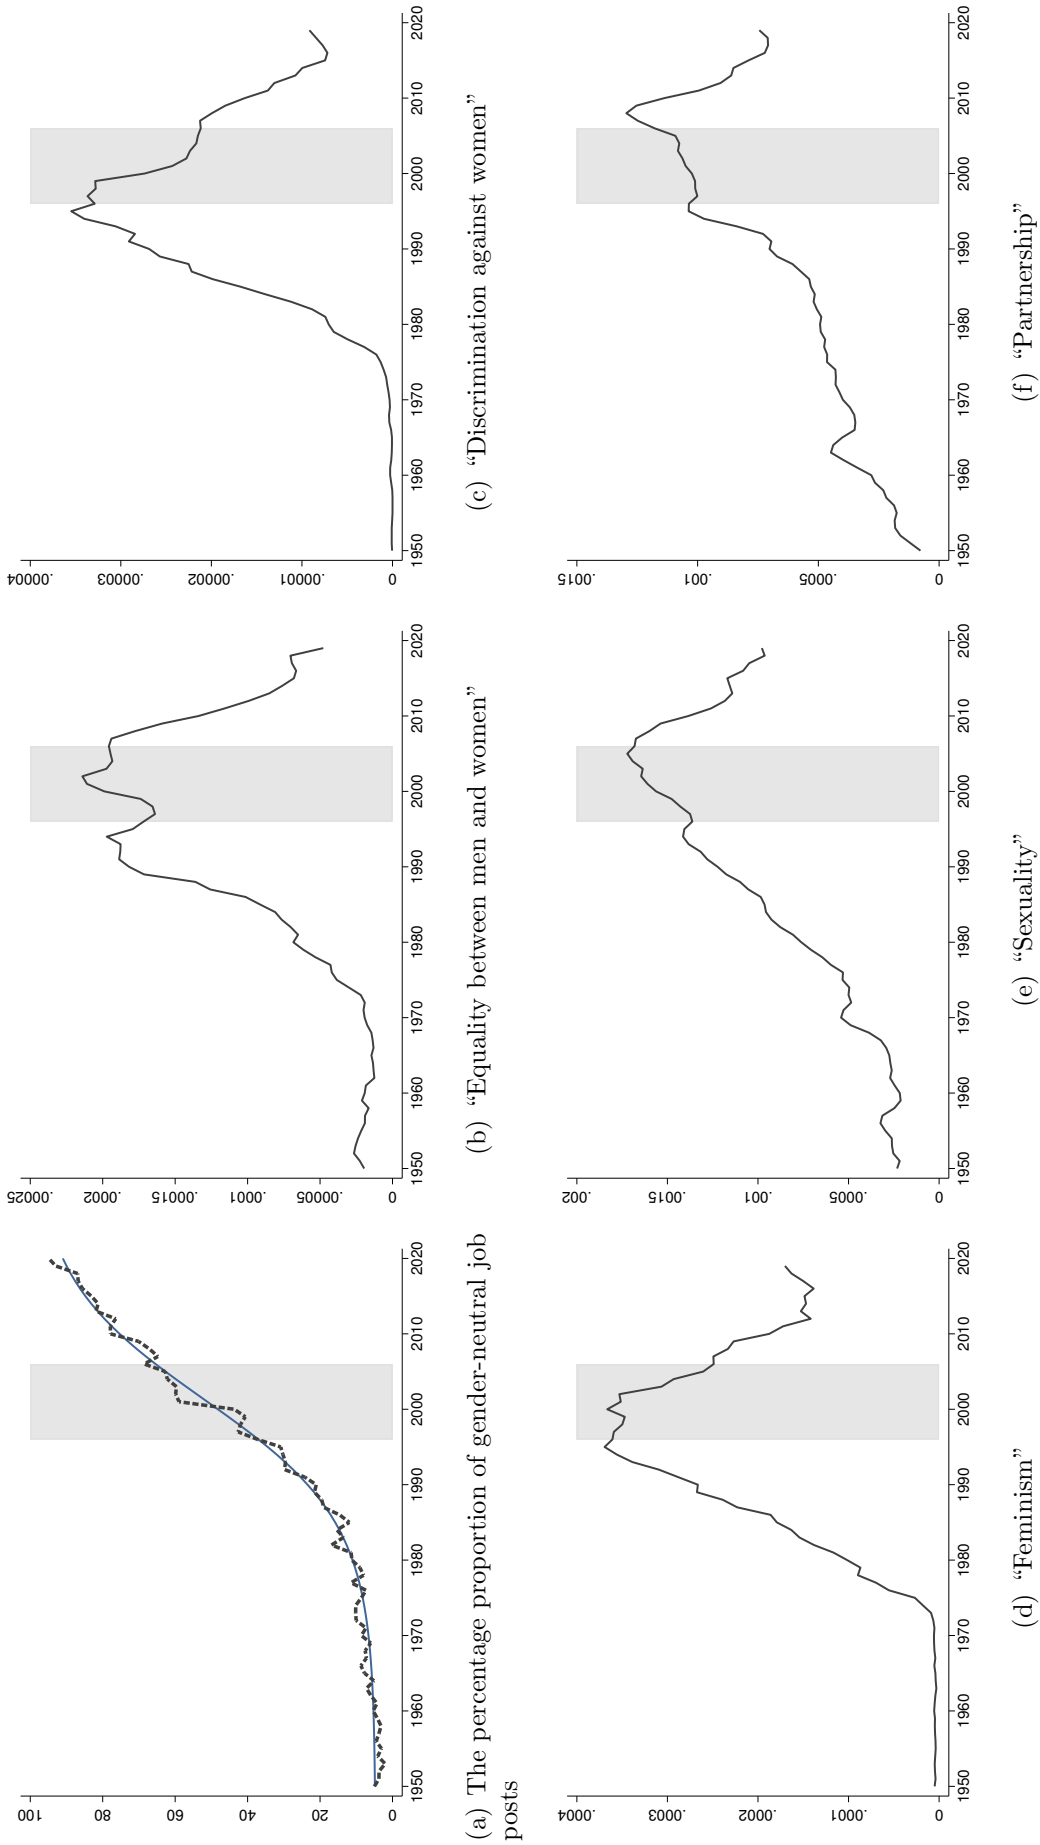 100
80
60
40
20
0
1950 1960 1970 1980 1990 2000 2010 2020
(a) The percentage proportion of gender-neutral job
posts
.00025
.0002
.00015
.0001
.00005
0
1950 1960 1970 1980 1990 2000 2010 2020
(b) “Equality between men and women”
.00004
.00003
.00002
.00001
0
1950 1960 1970 1980 1990 2000 2010 2020
(c) “Discrimination against women”
.0004
.0003
.0002
.0001
0
1950 1960 1970 1980 1990 2000 2010 2020
(d) “Feminism”
.002
.0015
.001
.0005
0
1950 1960 1970 1980 1990 2000 2010 2020
(e) “Sexuality”
.0015
.001
.0005
0
1950 1960 1970 1980 1990 2000 2010 2020
(f) “Partnership”